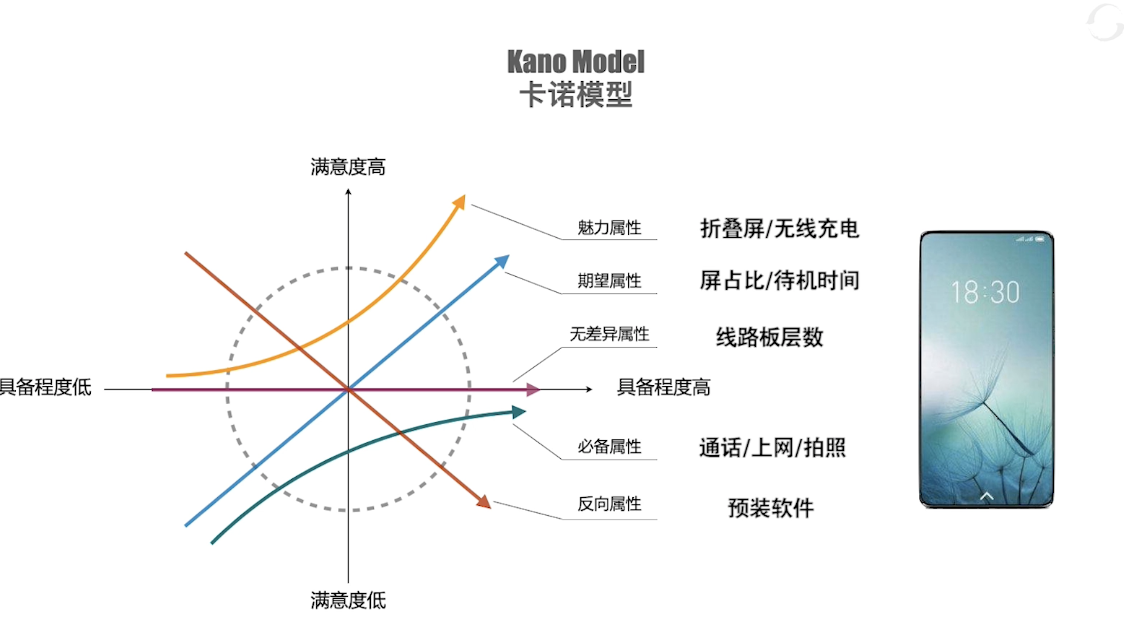 Kano Model
卡诺模型
满意度高
魅力属性 折叠屏/无线充电
期望属性 屏占比/待机时间
18:30
无差异属性 线路板层数
具备程度低
具备程度高
必备属性 通话/上网/拍照
反向属性 预装软件
满意度低